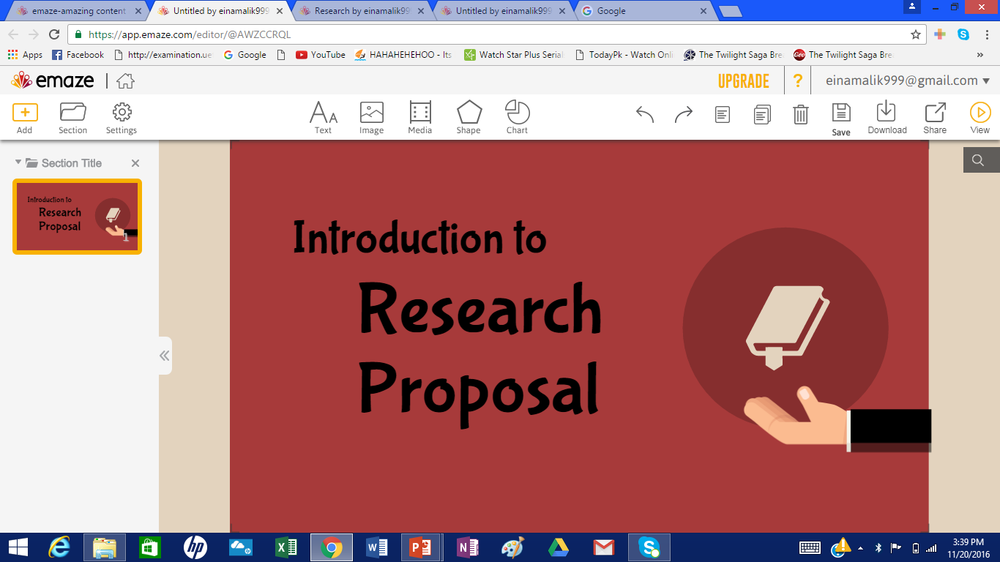 emaze-amazing content
Untitled by einamalik999
Research by einamalik99
Untitled by einamalik999
Google
https://app.emaze.com/editor/@AWZCCRQL
Apps
Facebook
http://examination.ue
Google
YouTube
HAHAHEHEHOO - Its
Watch Star Plus Serial
TodayPk - Watch Onli
The Twilight Saga Bre
Geo
The Twilight Saga Brea
»
emaze
UPGRADE
?
einamalik999@gmail.com
Add
Section
Settings
Text
Image
Media
Shape
Chart
Save
Download
Share
View
Section Title
Introduction to
Research
Proposal
1
Introduction to
Research
Proposal
3:39 PM
11/20/2016